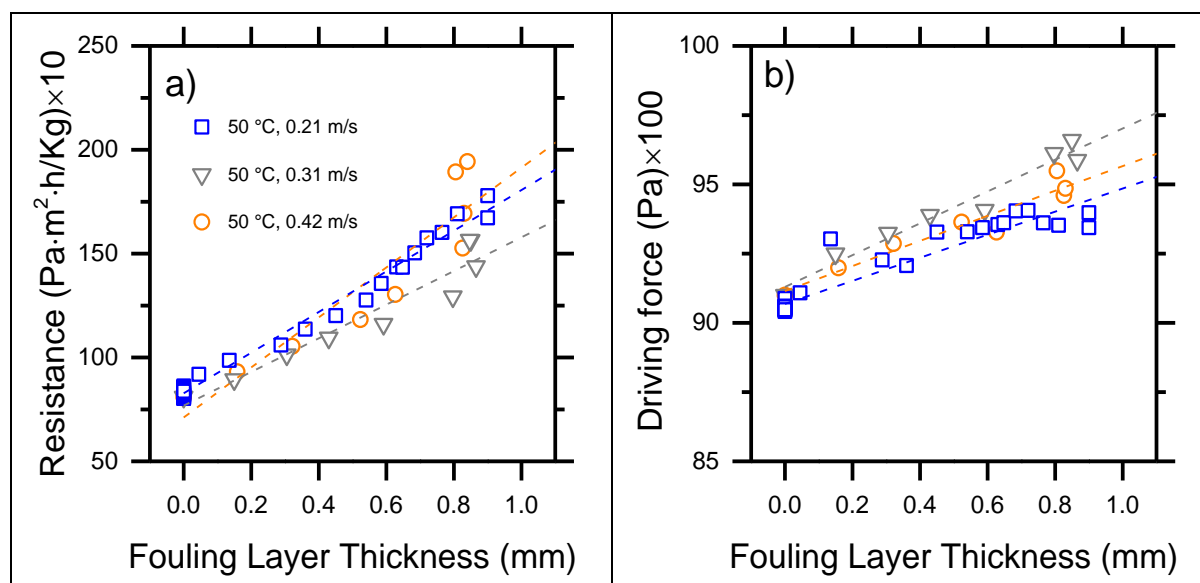 a)
50 °C, 0.21 m/s
50 °C, 0.31 m/s
50 °C, 0.42 m/s
250
200
150
100
50
0.0 0.2 0.4 0.6 0.8 1.0
Resistance (Pa·m²·h/Kg)×10
Fouling Layer Thickness (mm)
b)
100
95
90
85
0.0 0.2 0.4 0.6 0.8 1.0
Driving force (Pa)×100
Fouling Layer Thickness (mm)